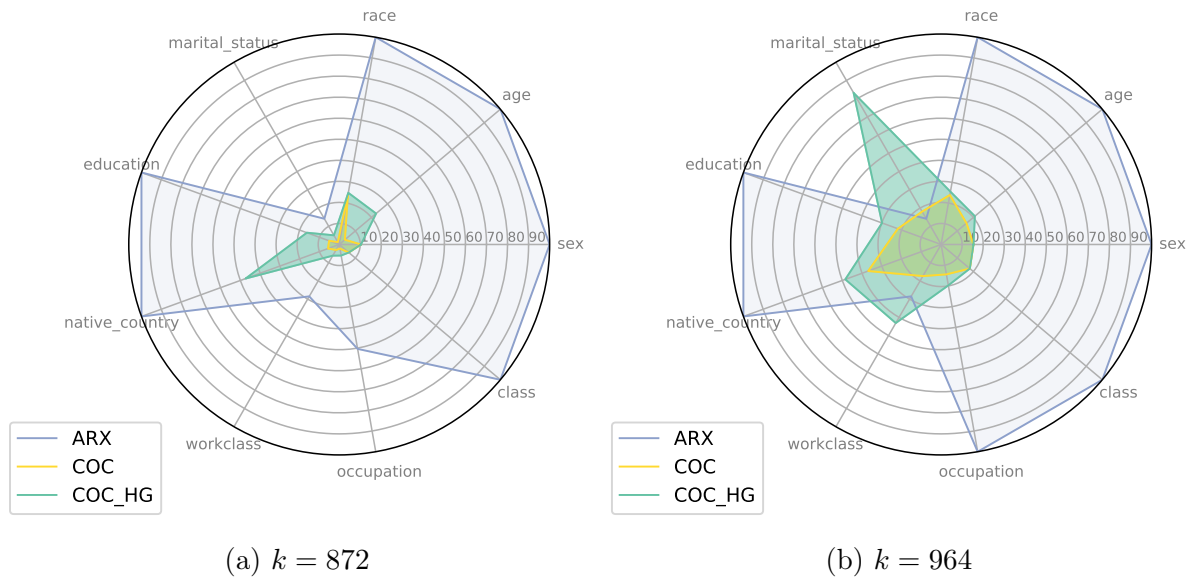 race
marital_status
age
education
10 20 30 40 50 60 70 80 90
sex
native_country
class
workclass
occupation
ARX
COC
COC_HG
(a) k = 872
race
marital_status
age
education
10 20 30 40 50 60 70 80 90
sex
native_country
class
workclass
occupation
ARX
COC
COC_HG
(b) k = 964